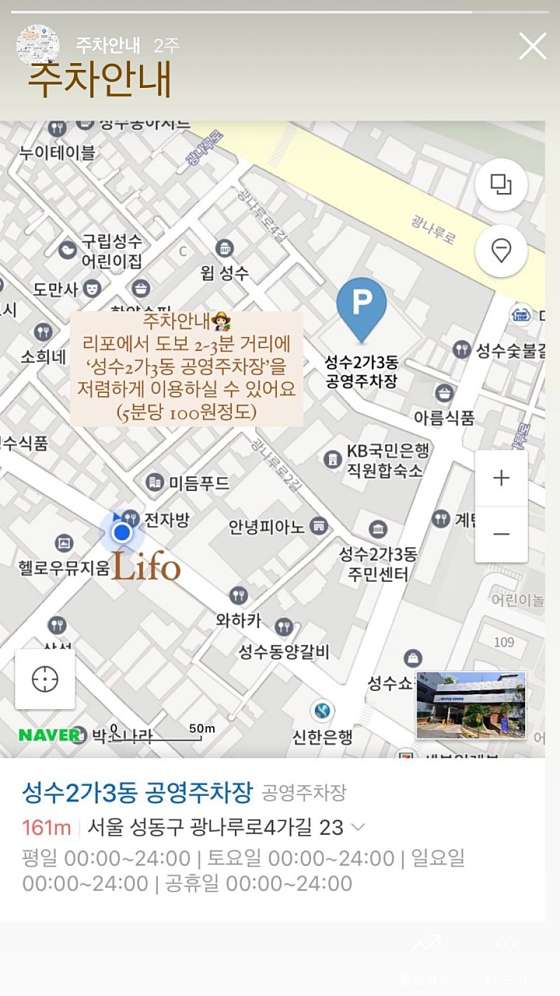 주차안내 2주
주차안내
성수동아저트
누이테이블
광나루로
광나루로4길
광나루로
구립성수
어린이집
C
윕 성수
도만사
소희네
P
성수2가3동
공영주차장
성수숯불갈
주차안내
리포에서 도보 2-3분 거리에
‘성수2가3동 공영주차장’을
저렴하게 이용하실 수 있어요
(5분당 100원정도)
아름식품
수식품
KB국민은행
직원합숙소
광나루로2길
미듬푸드
전자방
안녕피아노
계
헬로우뮤지움
Lifo
성수2가3동
주민센터
와하카
어린이놀
성수동양갈비
109
성수쇼
NAVER
박스나라
0
50m
신한은행
성수2가3동 공영주차장 공영주차장
161m 서울 성동구 광나루로4가길 23
평일 00:00~24:00 | 토요일 00:00~24:00 | 일요일
00:00~24:00 | 공휴일 00:00~24:00